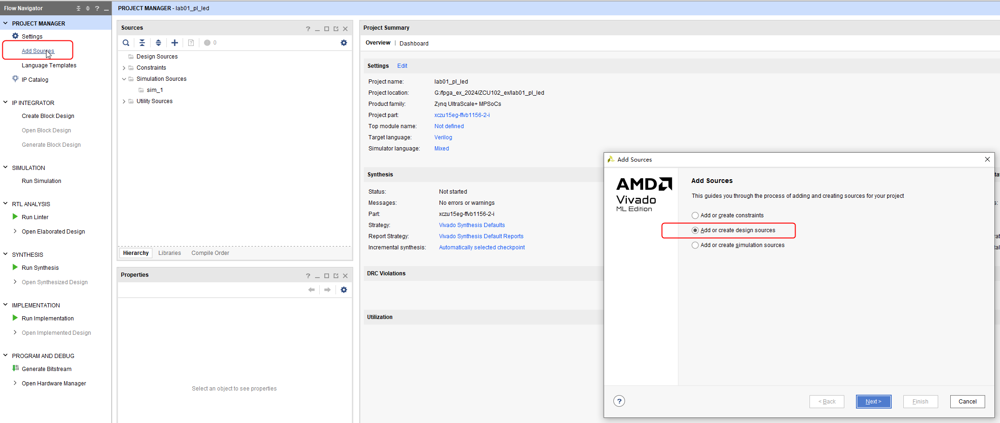 Flow Navigator
PROJECT MANAGER - lab01_pl_led
PROJECT MANAGER
Settings
Add Sources
Language Templates
IP Catalog
IP INTEGRATOR
Create Block Design
Open Block Design
Generate Block Design
SIMULATION
Run Simulation
RTL ANALYSIS
Run Linter
Open Elaborated Design
SYNTHESIS
Run Synthesis
Open Synthesized Design
IMPLEMENTATION
Run Implementation
Open Implemented Design
PROGRAM AND DEBUG
Generate Bitstream
Open Hardware Manager
Sources
0
Design Sources
Constraints
Simulation Sources
sim_1
Utility Sources
Hierarchy Libraries Compile Order
Properties
Select an object to see properties
Project Summary
Overview | Dashboard
Settings Edit
Project name: lab01_pl_led
Project location: G:/fpga_ex_2024/ZCU102_ex/lab01_pl_led
Product family: Zynq UltraScale+ MPSoCs
Project part: xczu15eg-ffvb1156-2-i
Top module name: Not defined
Target language: Verilog
Simulator language: Mixed
Synthesis
Status: Not started
Messages: No errors or warnings
Part: xczu15eg-ffvb1156-2-i
Strategy: Vivado Synthesis Defaults
Report Strategy: Vivado Synthesis Default Reports
Incremental synthesis: Automatically selected checkpoint
DRC Violations
Utilization
Add Sources
AMD
Vivado
ML Edition
Add Sources
This guides you through the process of adding and creating sources for your project
Add or create constraints
Add or create design sources
Add or create simulation sources
< Back
Next >
Finish
Cancel